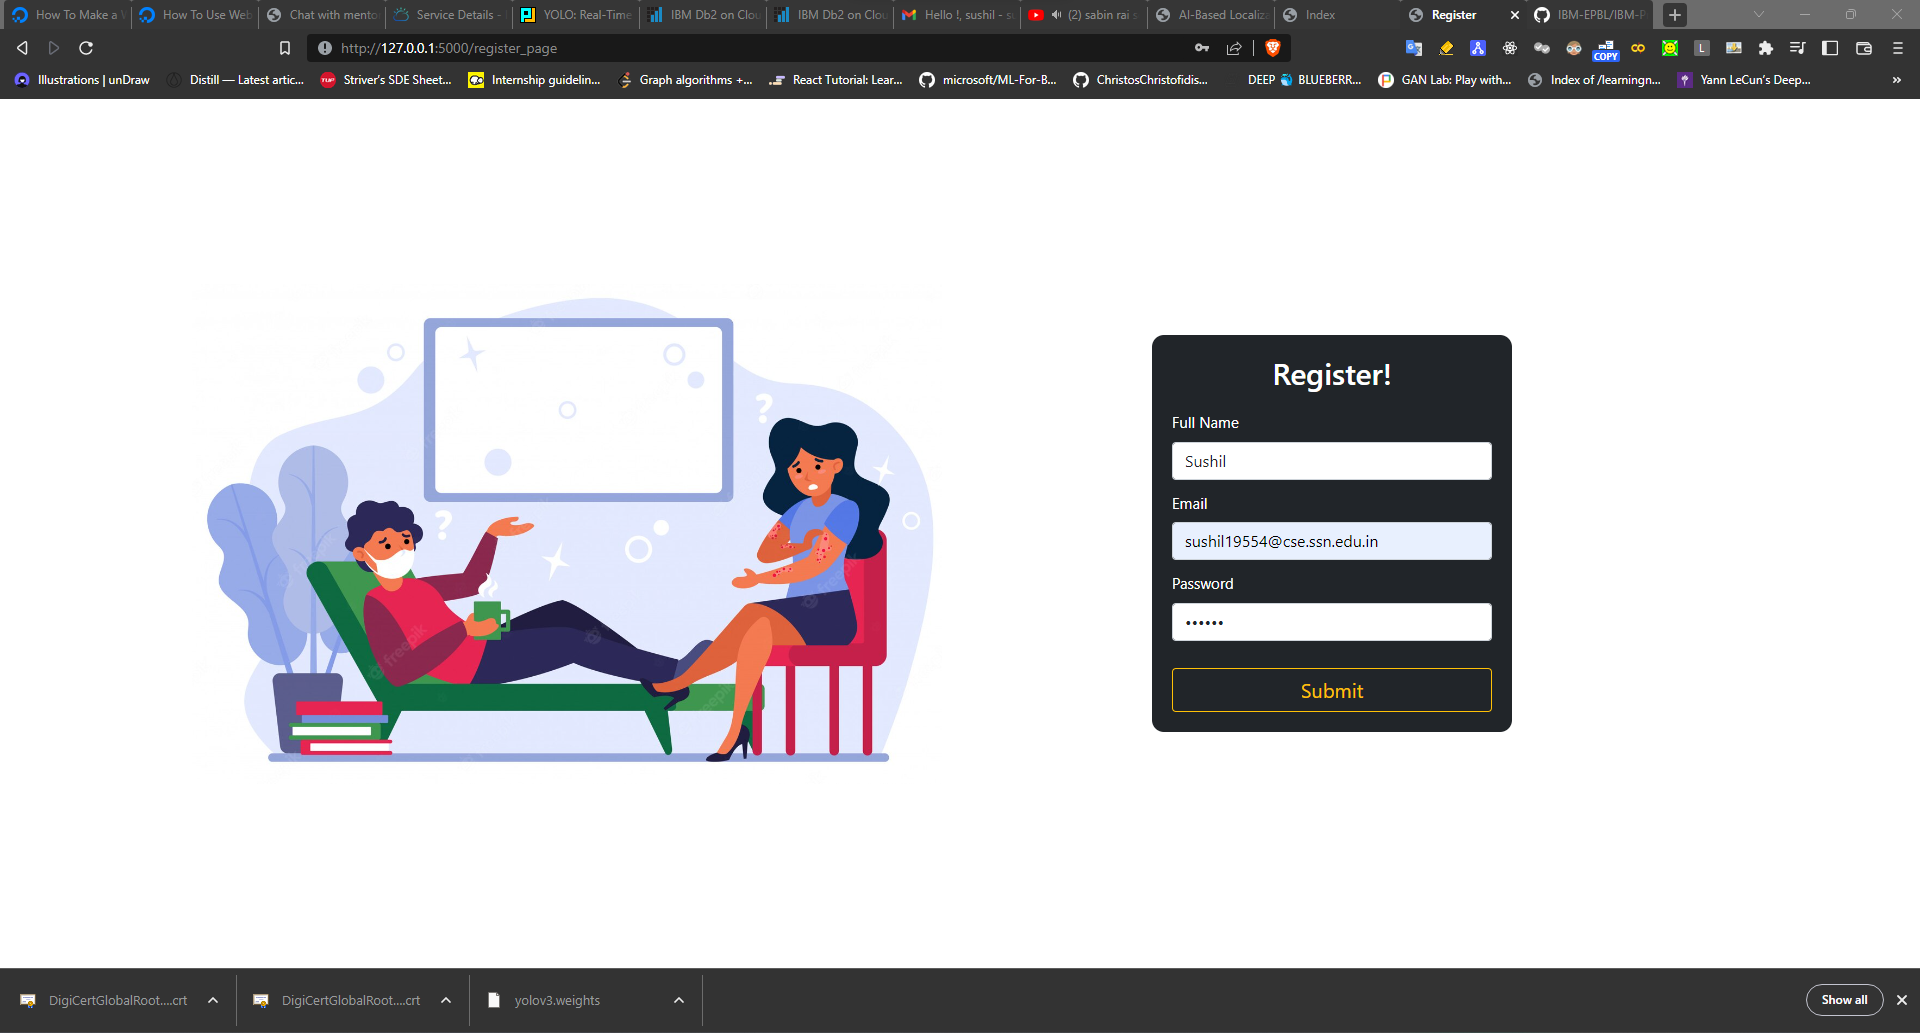 How To Make a
How To Use Web
Chat with mento
Service Details -
YOLO: Real-Time
IBM Db2 on Clou
IBM Db2 on Clou
Hello !, sushil - su
(2) sabin rai s
AI-Based Localiza
Index
Register
IBM-EPBL/IBM-P
http://127.0.0.1:5000/register_page
COPY
L
Illustrations | unDraw
Distill — Latest artic...
TUF
Striver's SDE Sheet...
Internship guidelin...
Graph algorithms +...
React Tutorial: Lear...
microsoft/ML-For-B...
ChristosChristofidis...
DEEP
BLUEBERR...
GAN Lab: Play with...
Index of /learningn...
Yann LeCun's Deep...
»
Register!
Full Name
Sushil
Email
sushil19554@cse.ssn.edu.in
Password
••••••
Submit
? ? 
freepik
DigiCertGlobalRoot....crt
DigiCertGlobalRoot....crt
yolov3.weights
Show all